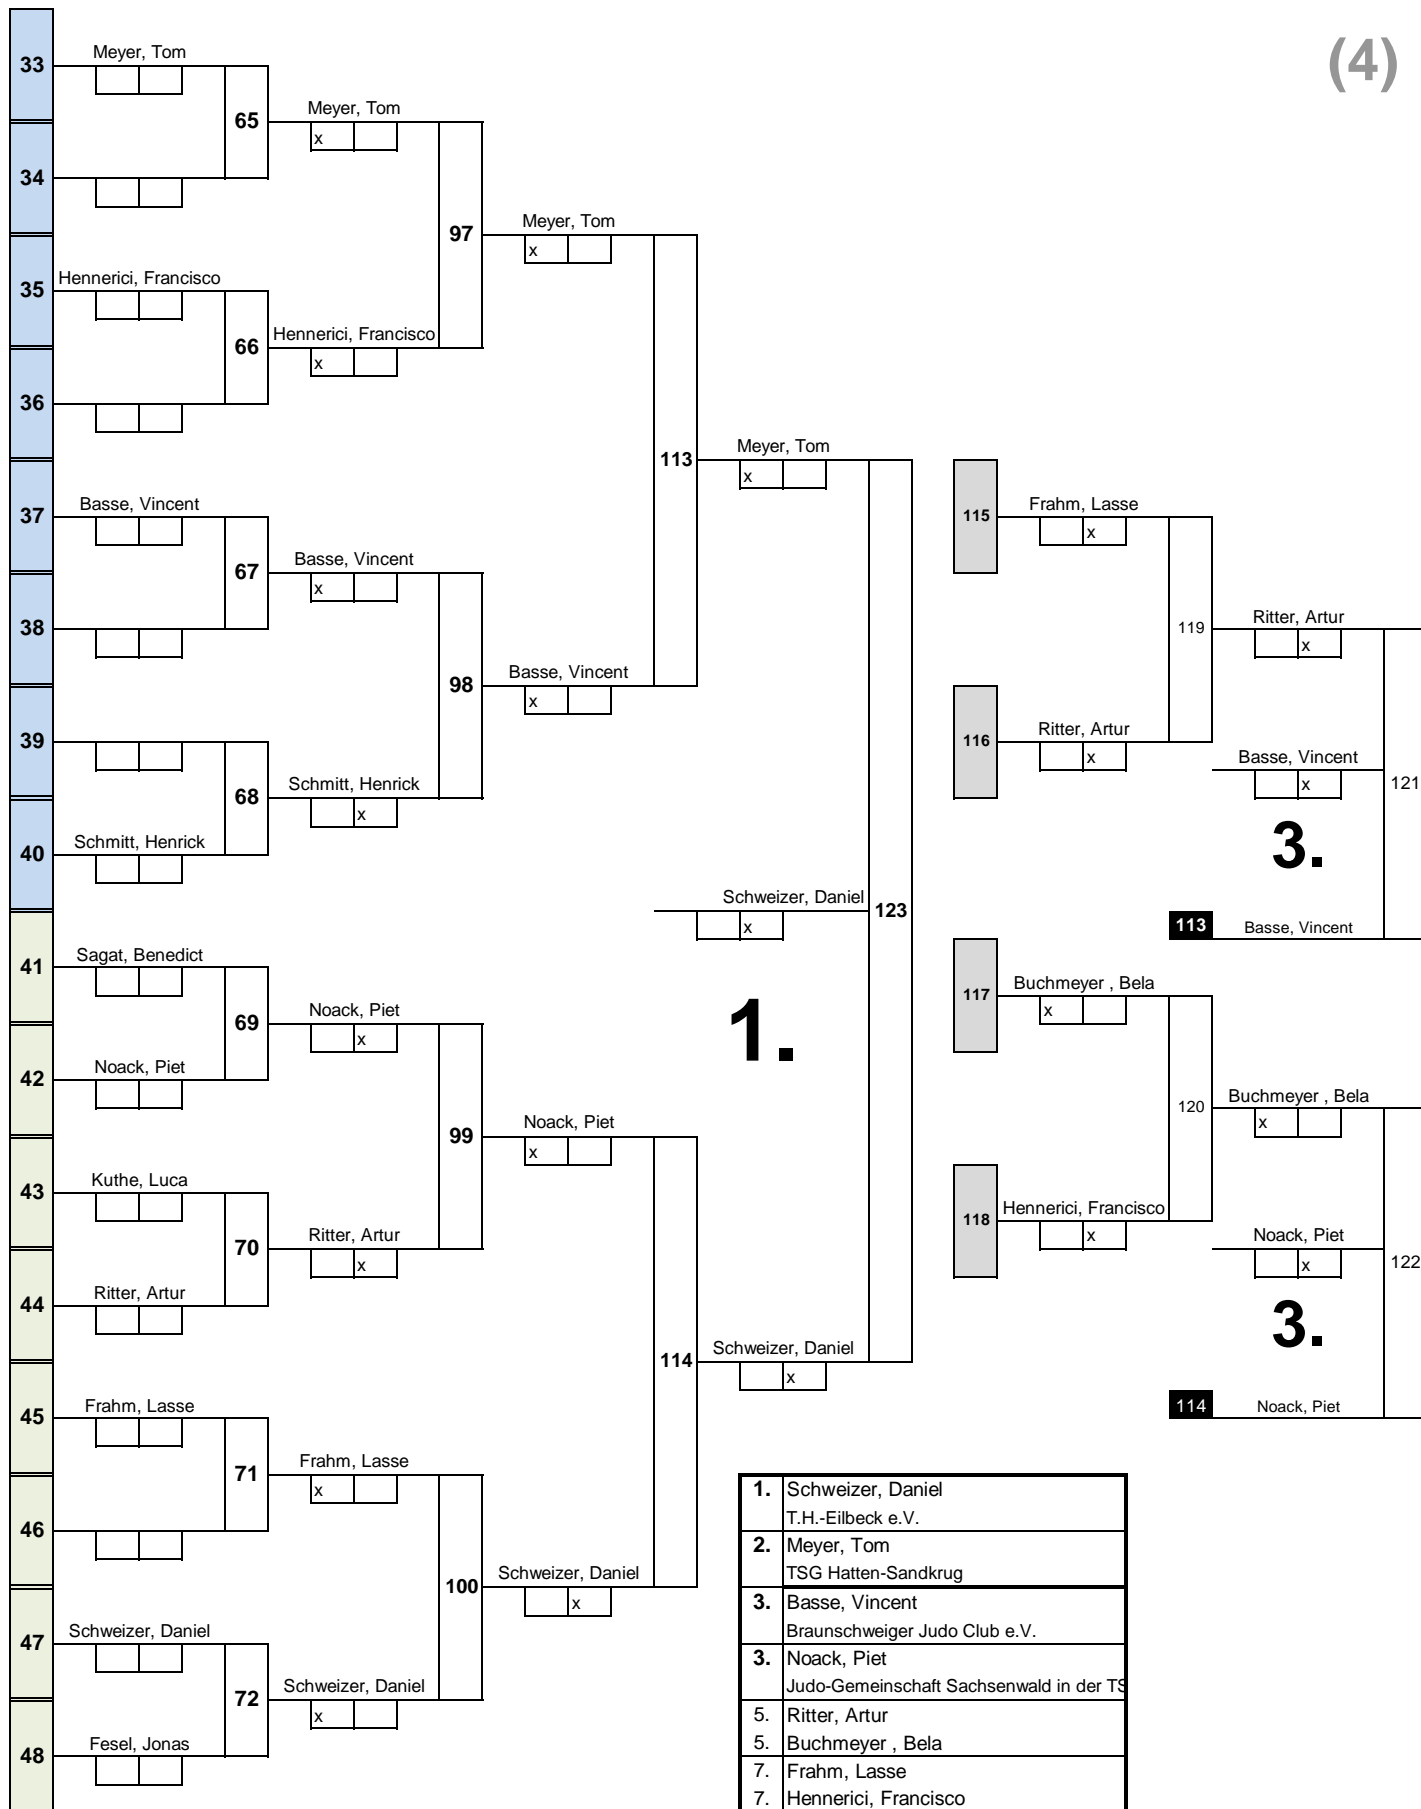 (4)
33
Meyer, Tom
65
Meyer, Tom
x
34
97
Meyer, Tom
x
35
Hennerici, Francisco
66
Hennerici, Francisco
x
36
113
Meyer, Tom
x
37
Basse, Vincent
67
Basse, Vincent
x
38
98
Basse, Vincent
x
39
68
Schmitt, Henrick
x
40
Schmitt, Henrick
Schweizer, Daniel
x
123
1.
41
Sagat, Benedict
69
Noack, Piet
x
42
Noack, Piet
99
Noack, Piet
x
43
Kuthe, Luca
70
Ritter, Artur
x
44
Ritter, Artur
114
Schweizer, Daniel
x
45
Frahm, Lasse
71
Frahm, Lasse
x
46
100
Schweizer, Daniel
x
47
Schweizer, Daniel
72
Schweizer, Daniel
x
48
Fesel, Jonas
115
Frahm, Lasse
x
119
Ritter, Artur
x
116
Ritter, Artur
x
Basse, Vincent
x
121
3.
113
Basse, Vincent
117
Buchmeyer , Bela
x
120
Buchmeyer , Bela
x
118
Hennerici, Francisco
x
Noack, Piet
x
122
3.
114
Noack, Piet
1. Schweizer, Daniel
T.H.-Eilbeck e.V.
2. Meyer, Tom
TSG Hatten-Sandkrug
3. Basse, Vincent
Braunschweiger Judo Club e.V.
3. Noack, Piet
Judo-Gemeinschaft Sachsenwald in der TS
5. Ritter, Artur
5. Buchmeyer , Bela
7. Frahm, Lasse
7. Hennerici, Francisco